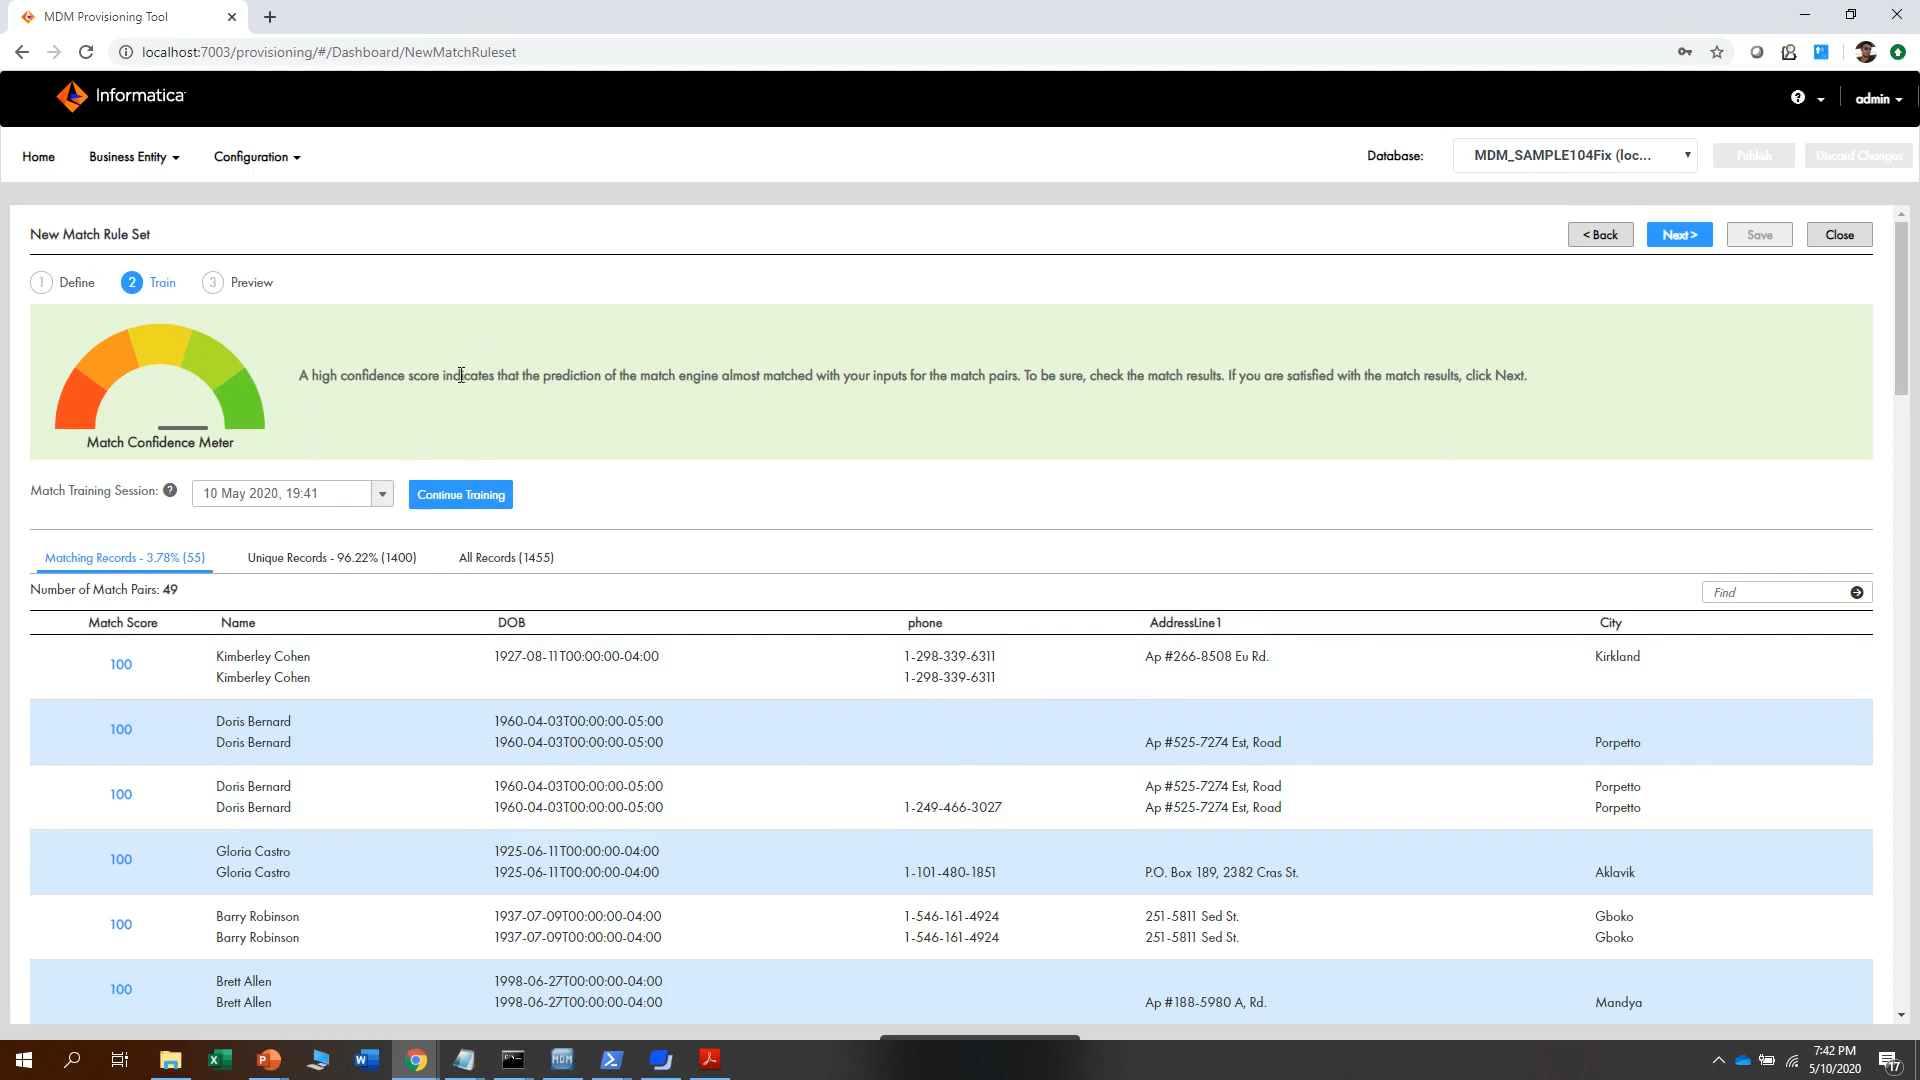 MDM Provisioning Tool
localhost:7003/provisioning/#/Dashboard/NewMatchRuleset
Informatica
? admin
Home Business Entity Configuration Database: MDM_SAMPLE104Fix (loc... Publish Discard Changes
New Match Rule Set < Back Next > Save Close
1 Define 2 Train 3 Preview
A high confidence score indicates that the prediction of the match engine almost matched with your inputs for the match pairs. To be sure, check the match results. If you are satisfied with the match results, click Next.
Match Confidence Meter
Match Training Session: ? 10 May 2020, 19:41 Continue Training
Matching Records - 3.78% (55) Unique Records - 96.22% (1400) All Records (1455)
Number of Match Pairs: 49 Find
Match Score Name DOB phone AddressLine1 City
100
Kimberley Cohen 1927-08-11T00:00:00-04:00 1-298-339-6311 Ap #266-8508 Eu Rd. Kirkland
Kimberley Cohen 1-298-339-6311
100
Doris Bernard 1960-04-03T00:00:00-05:00
Doris Bernard 1960-04-03T00:00:00-05:00 Ap #525-7274 Est, Road Porpetto
100
Doris Bernard 1960-04-03T00:00:00-05:00 Ap #525-7274 Est, Road Porpetto
Doris Bernard 1960-04-03T00:00:00-05:00 1-249-466-3027 Ap #525-7274 Est, Road Porpetto
100
Gloria Castro 1925-06-11T00:00:00-04:00
Gloria Castro 1925-06-11T00:00:00-04:00 1-101-480-1851 P.O. Box 189, 2382 Cras St. Aklavik
100
Barry Robinson 1937-07-09T00:00:00-04:00 1-546-161-4924 251-5811 Sed St. Gboko
Barry Robinson 1937-07-09T00:00:00-04:00 1-546-161-4924 251-5811 Sed St. Gboko
100
Brett Allen 1998-06-27T00:00:00-04:00
Brett Allen 1998-06-27T00:00:00-04:00 Ap #188-5980 A, Rd. Mandya
MDM
7:42 PM
5/10/2020
17